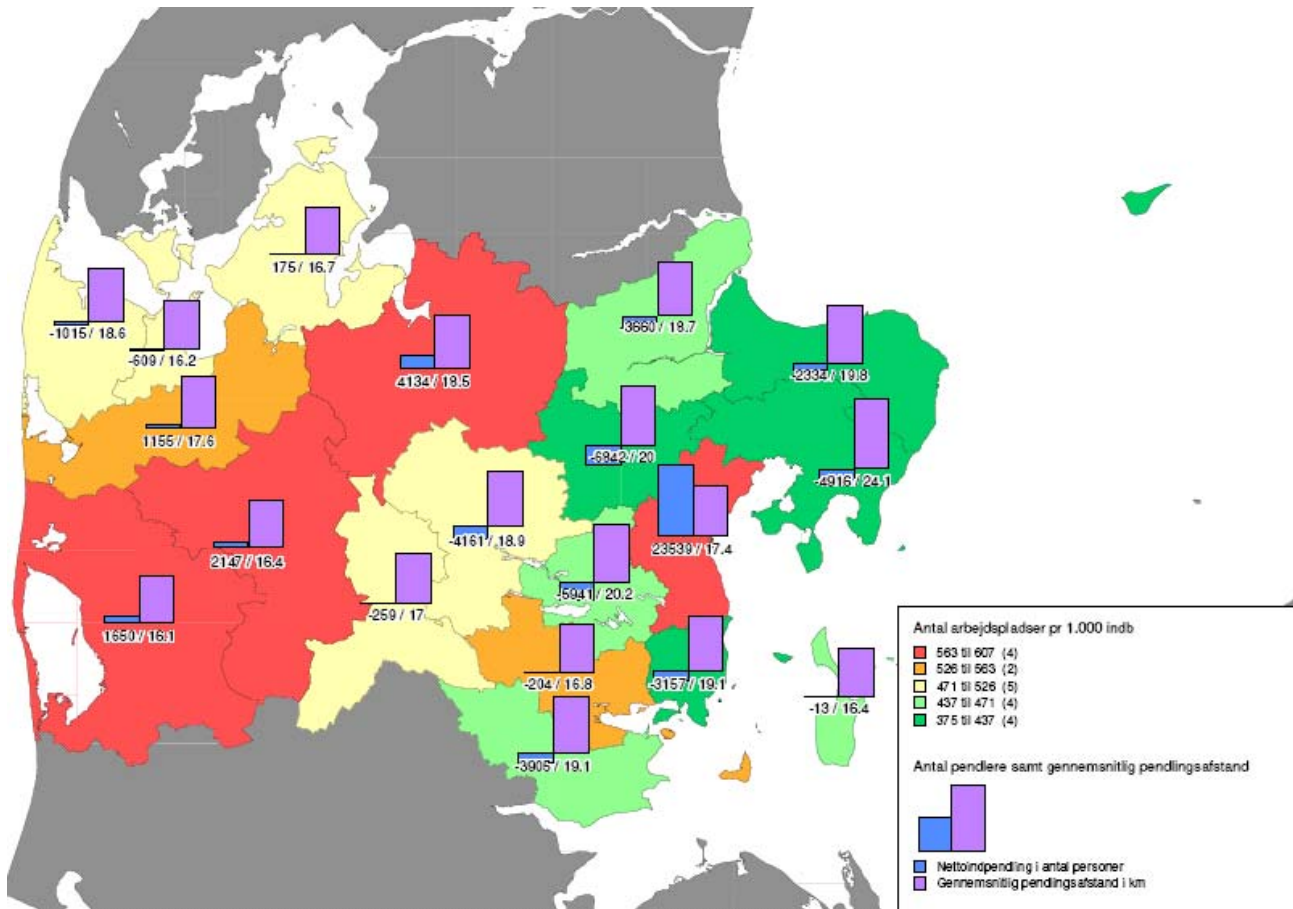 175 / 16.7
-1015 / 18.6
-3660 / 18.7
-609 / 16.2
4134 / 18.5
-2334 / 19.8
1155 / 17.6
-6942 / 20
-4916 / 24.1
2147 / 16.4
-4161 / 18.9
23539 / 17.4
-5941 / 20.2
-259 / 17
1650 / 16.1
-204 / 16.8
-3157 / 19.1
-13 / 16.4
-3905 / 19.1
Antal arbejdspladser pr 1.000 indb
563 til 607 (4)
526 til 563 (2)
471 til 526 (5)
437 til 471 (4)
375 til 437 (4)
Antal pendlere samt gennemsnitlig pendlingsafstand
Nettoindpendling i antal personer
Gennemsnitlig pendlingsafstand i km